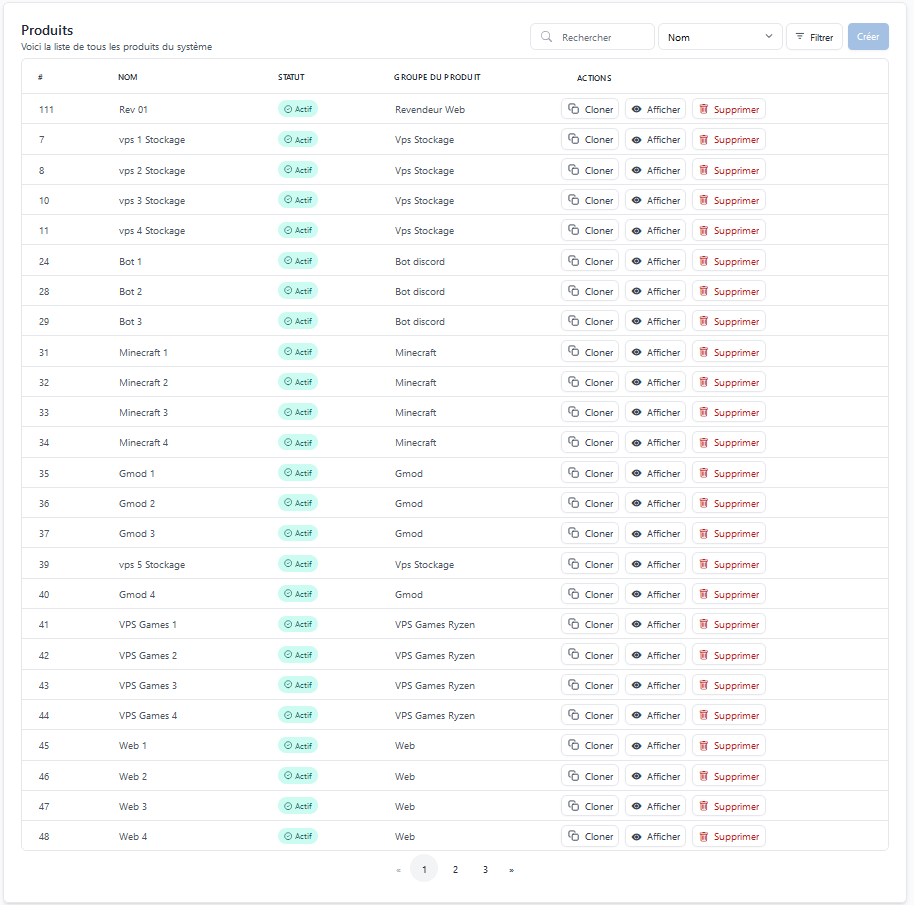 Produits
Voici la liste de tous les produits du système
Rechercher Nom Filtrer Créer
# NOM STATUT GROUPE DU PRODUIT ACTIONS
111 Rev 01 Actif Revendeur Web Cloner Afficher Supprimer
7 vps 1 Stockage Actif Vps Stockage Cloner Afficher Supprimer
8 vps 2 Stockage Actif Vps Stockage Cloner Afficher Supprimer
10 vps 3 Stockage Actif Vps Stockage Cloner Afficher Supprimer
11 vps 4 Stockage Actif Vps Stockage Cloner Afficher Supprimer
24 Bot 1 Actif Bot discord Cloner Afficher Supprimer
28 Bot 2 Actif Bot discord Cloner Afficher Supprimer
29 Bot 3 Actif Bot discord Cloner Afficher Supprimer
31 Minecraft 1 Actif Minecraft Cloner Afficher Supprimer
32 Minecraft 2 Actif Minecraft Cloner Afficher Supprimer
33 Minecraft 3 Actif Minecraft Cloner Afficher Supprimer
34 Minecraft 4 Actif Minecraft Cloner Afficher Supprimer
35 Gmod 1 Actif Gmod Cloner Afficher Supprimer
36 Gmod 2 Actif Gmod Cloner Afficher Supprimer
37 Gmod 3 Actif Gmod Cloner Afficher Supprimer
39 vps 5 Stockage Actif Vps Stockage Cloner Afficher Supprimer
40 Gmod 4 Actif Gmod Cloner Afficher Supprimer
41 VPS Games 1 Actif VPS Games Ryzen Cloner Afficher Supprimer
42 VPS Games 2 Actif VPS Games Ryzen Cloner Afficher Supprimer
43 VPS Games 3 Actif VPS Games Ryzen Cloner Afficher Supprimer
44 VPS Games 4 Actif VPS Games Ryzen Cloner Afficher Supprimer
45 Web 1 Actif Web Cloner Afficher Supprimer
46 Web 2 Actif Web Cloner Afficher Supprimer
47 Web 3 Actif Web Cloner Afficher Supprimer
48 Web 4 Actif Web Cloner Afficher Supprimer
« 1 2 3 »